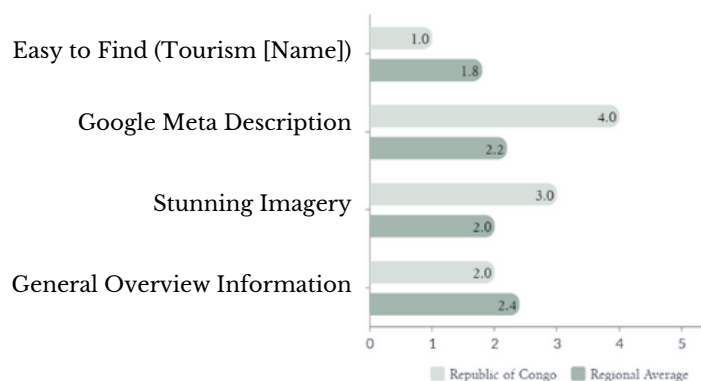 Easy to Find (Tourism [Name])
1.0
1.8
Google Meta Description
4.0
2.2
Stunning Imagery
3.0
2.0
General Overview Information
2.0
2.4
0 1 2 3 4 5
Republic of Congo Regional Average